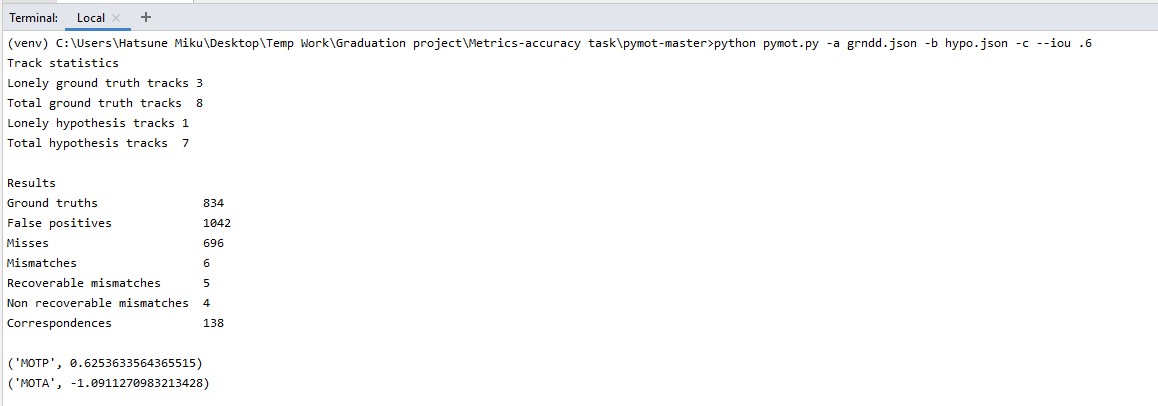 Terminal: Local × +
(venv) C:\Users\Hatsune Miku\Desktop\Temp Work\Graduation project\Metrics-accuracy task\pymot-master>python pymot.py -a grndd.json -b hypo.json -c --iou .6
Track statistics
Lonely ground truth tracks 3
Total ground truth tracks  8
Lonely hypothesis tracks 1
Total hypothesis tracks  7
Results
Ground truths 834
False positives 1042
Misses 696
Mismatches 6
Recoverable mismatches 5
Non recoverable mismatches 4
Correspondences 138
('MOTP', 0.6253633564365515)
('MOTA', -1.0911270983213428)